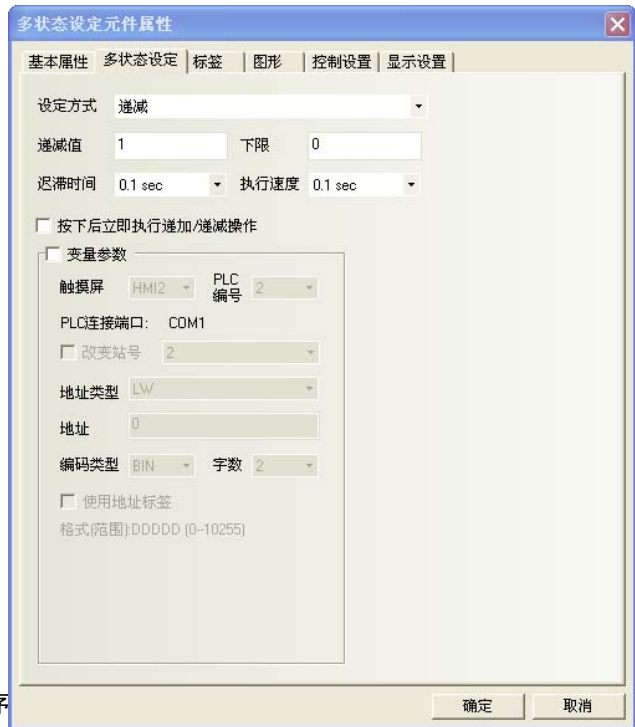 多状态设定元件属性
基本属性 多状态设定 标签 图形 控制设置 显示设置
设定方式 递减
递减值 1 下限 0
迟滞时间 0.1 sec 执行速度 0.1 sec
按下后立即执行递加/递减操作
变量参数
触摸屏 HMI2 PLC编号 2
PLC连接端口: COM1
改变站号 2
地址类型 LW
地址 0
编码类型 BIN 字数 2
使用地址标签
格式(范围):DDDDD (0~10255)
确定 取消